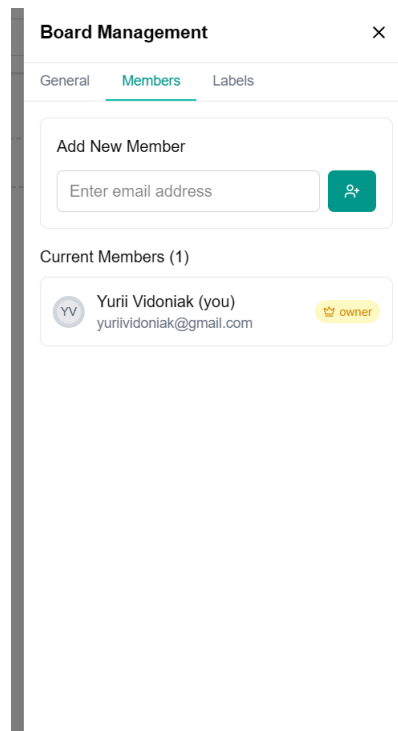 Board Management
General Members Labels
Add New Member
Enter email address
Current Members (1)
YV
Yurii Vidoniak (you)
yuriividoniak@gmail.com
owner